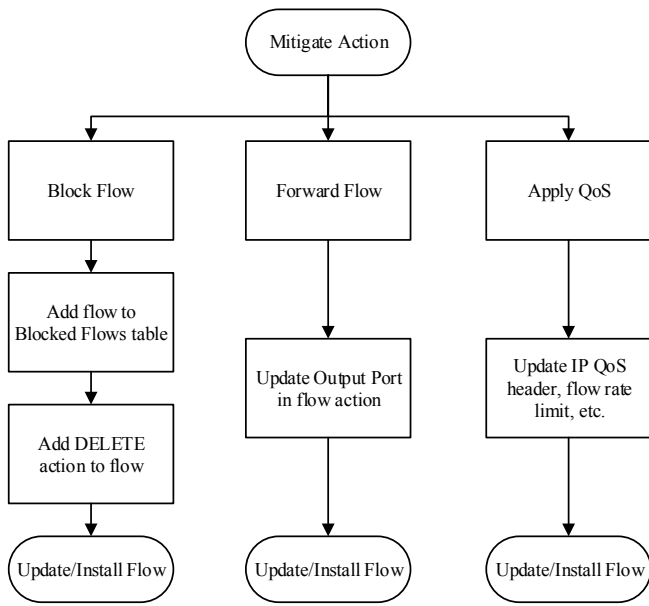 Mitigate Action
Block Flow
Forward Flow
Apply QoS
Add flow to
Blocked Flows table
Update Output Port
in flow action
Update IP QoS
header, flow rate
limit, etc.
Add DELETE
action to flow
Update/Install Flow
Update/Install Flow
Update/Install Flow